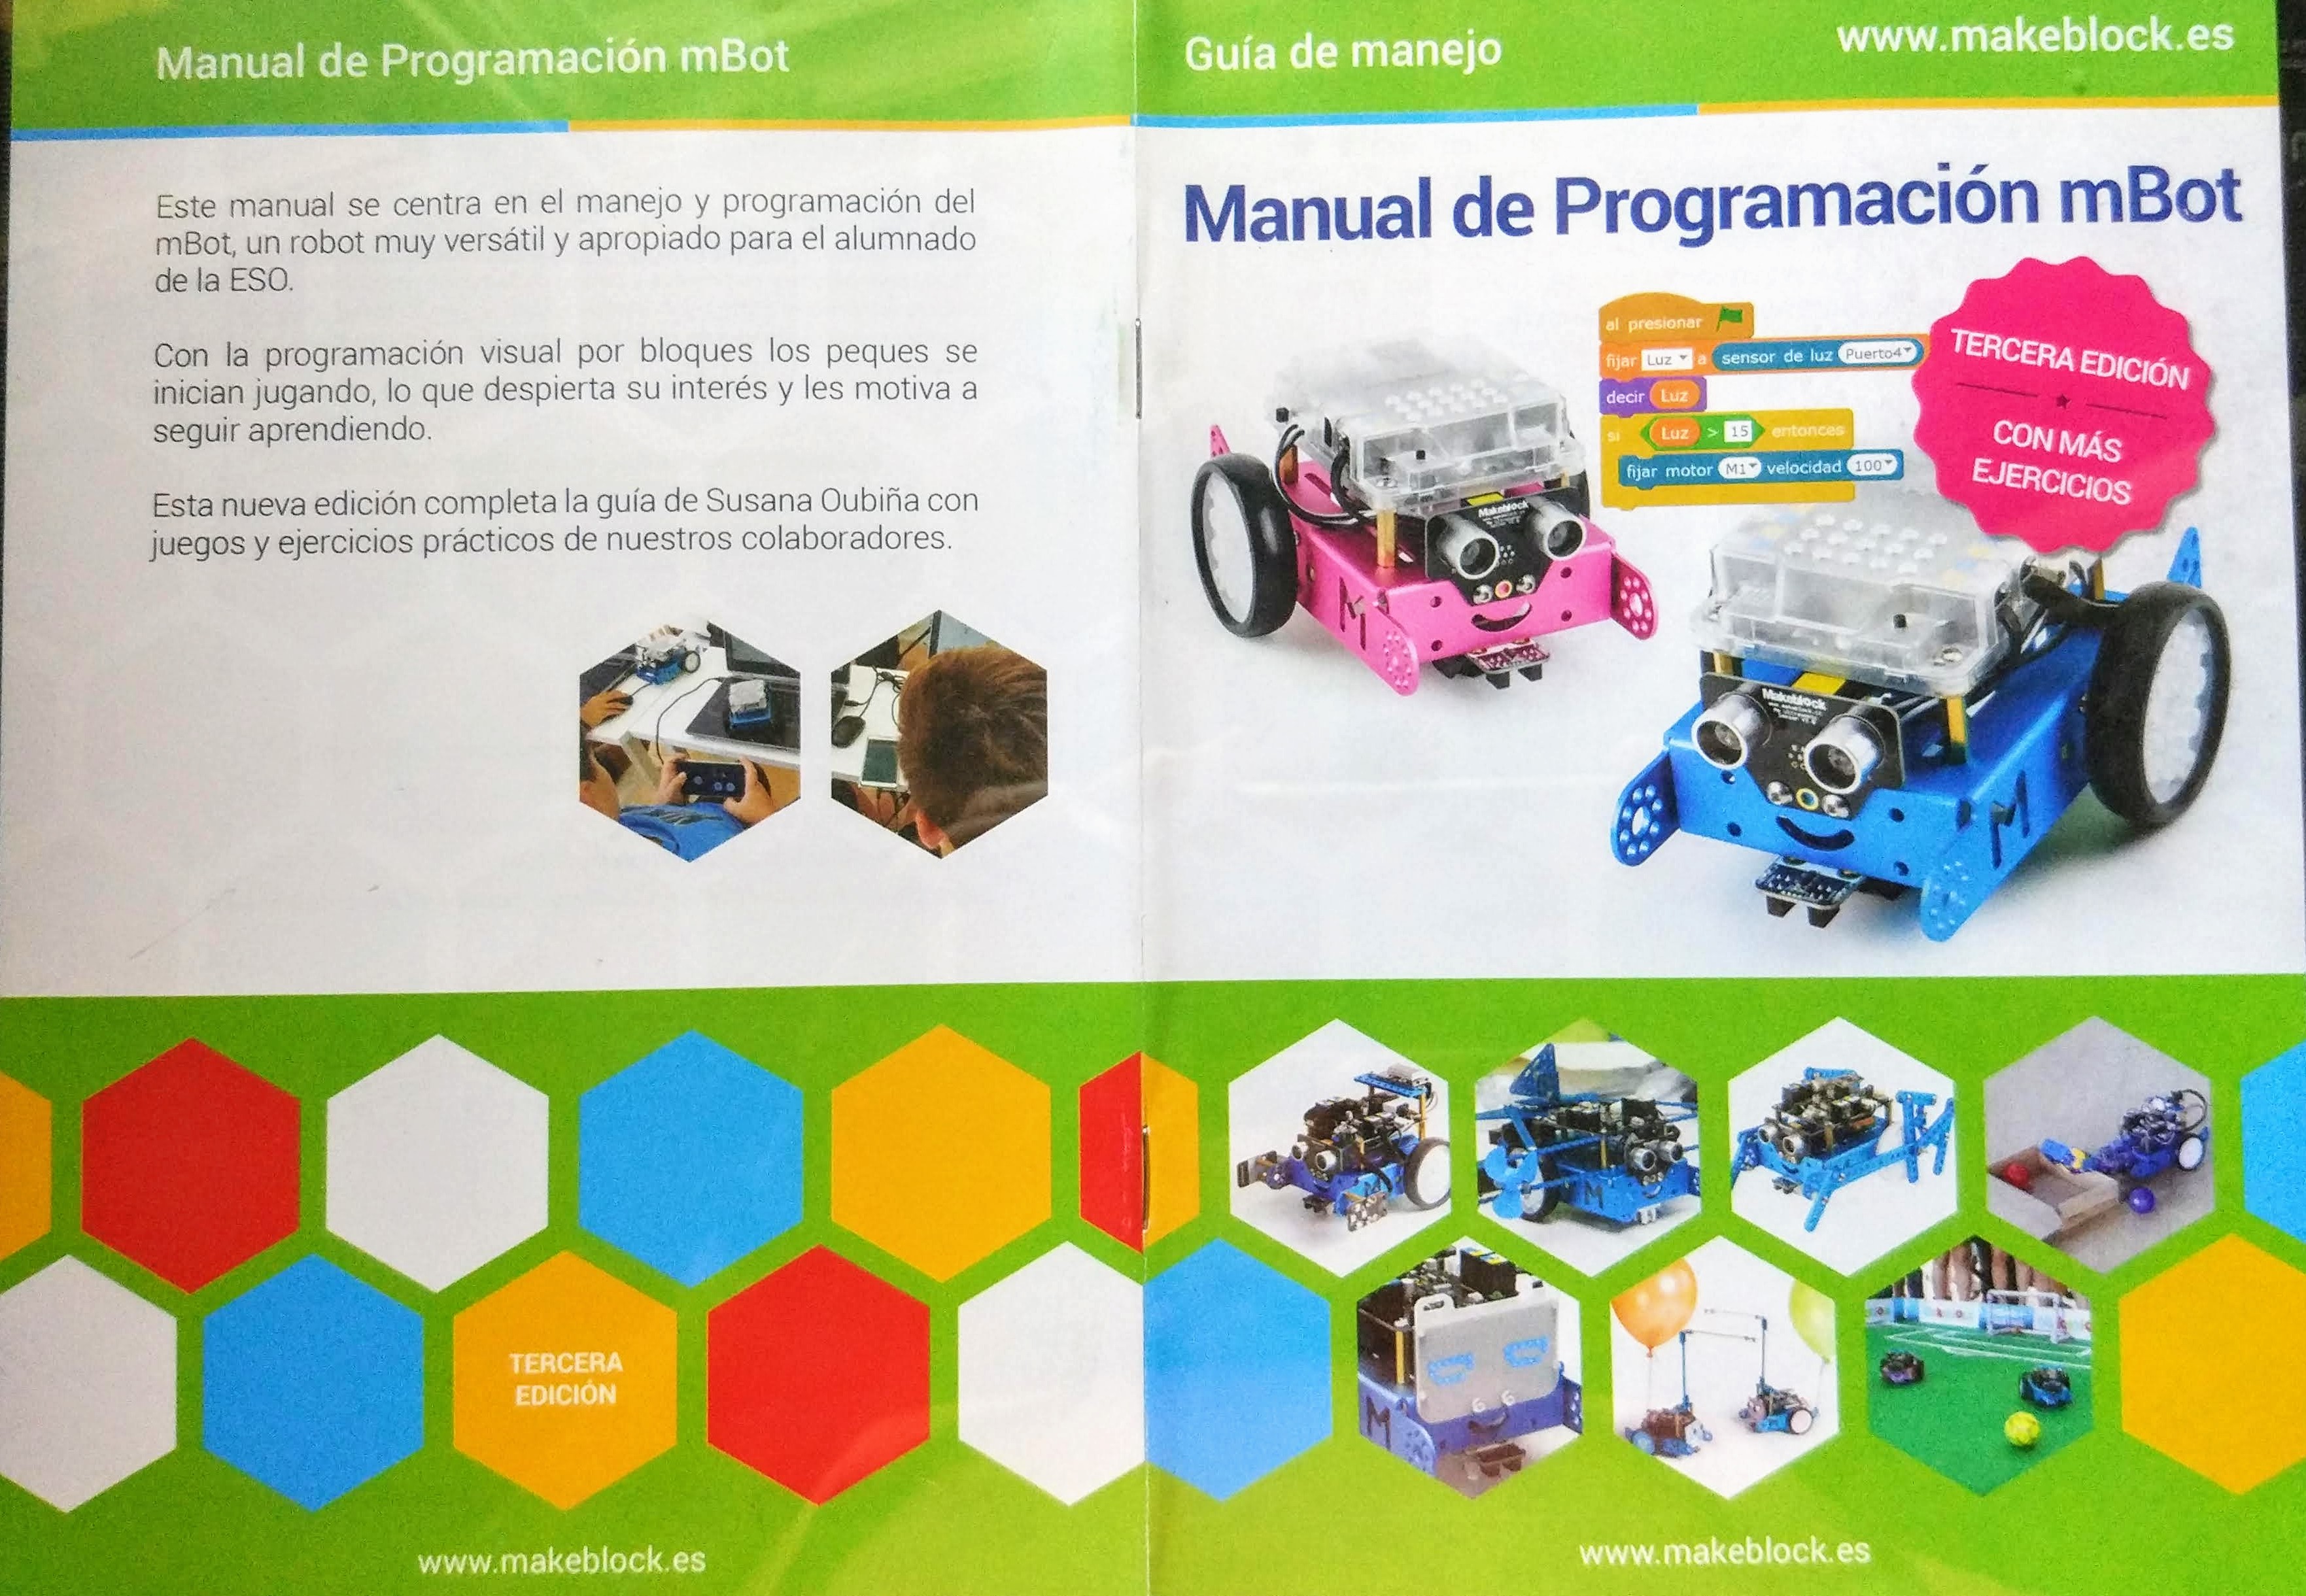 Manual de Programación mBot
Este manual se centra en el manejo y programación del
mBot, un robot muy versátil y apropiado para el alumnado
de la ESO.
Con la programación visual por bloques los peques se
inician jugando, lo que despierta su interés y les motiva a
seguir aprendiendo.
Esta nueva edición completa la guía de Susana Oubiña con
juegos y ejercicios prácticos de nuestros colaboradores.
TERCERA
EDICIÓN
www.makeblock.es
Guía de manejo
www.makeblock.es
Manual de Programación mBot
al presionar
fijar Luz a sensor de luz Puerto4
decir Luz
si Luz > 15 entonces
fijar motor M1 velocidad 100
TERCERA EDICIÓN
CON MÁS
EJERCICIOS
Makeblock
M
Makeblock
M
M
M
www.makeblock.es